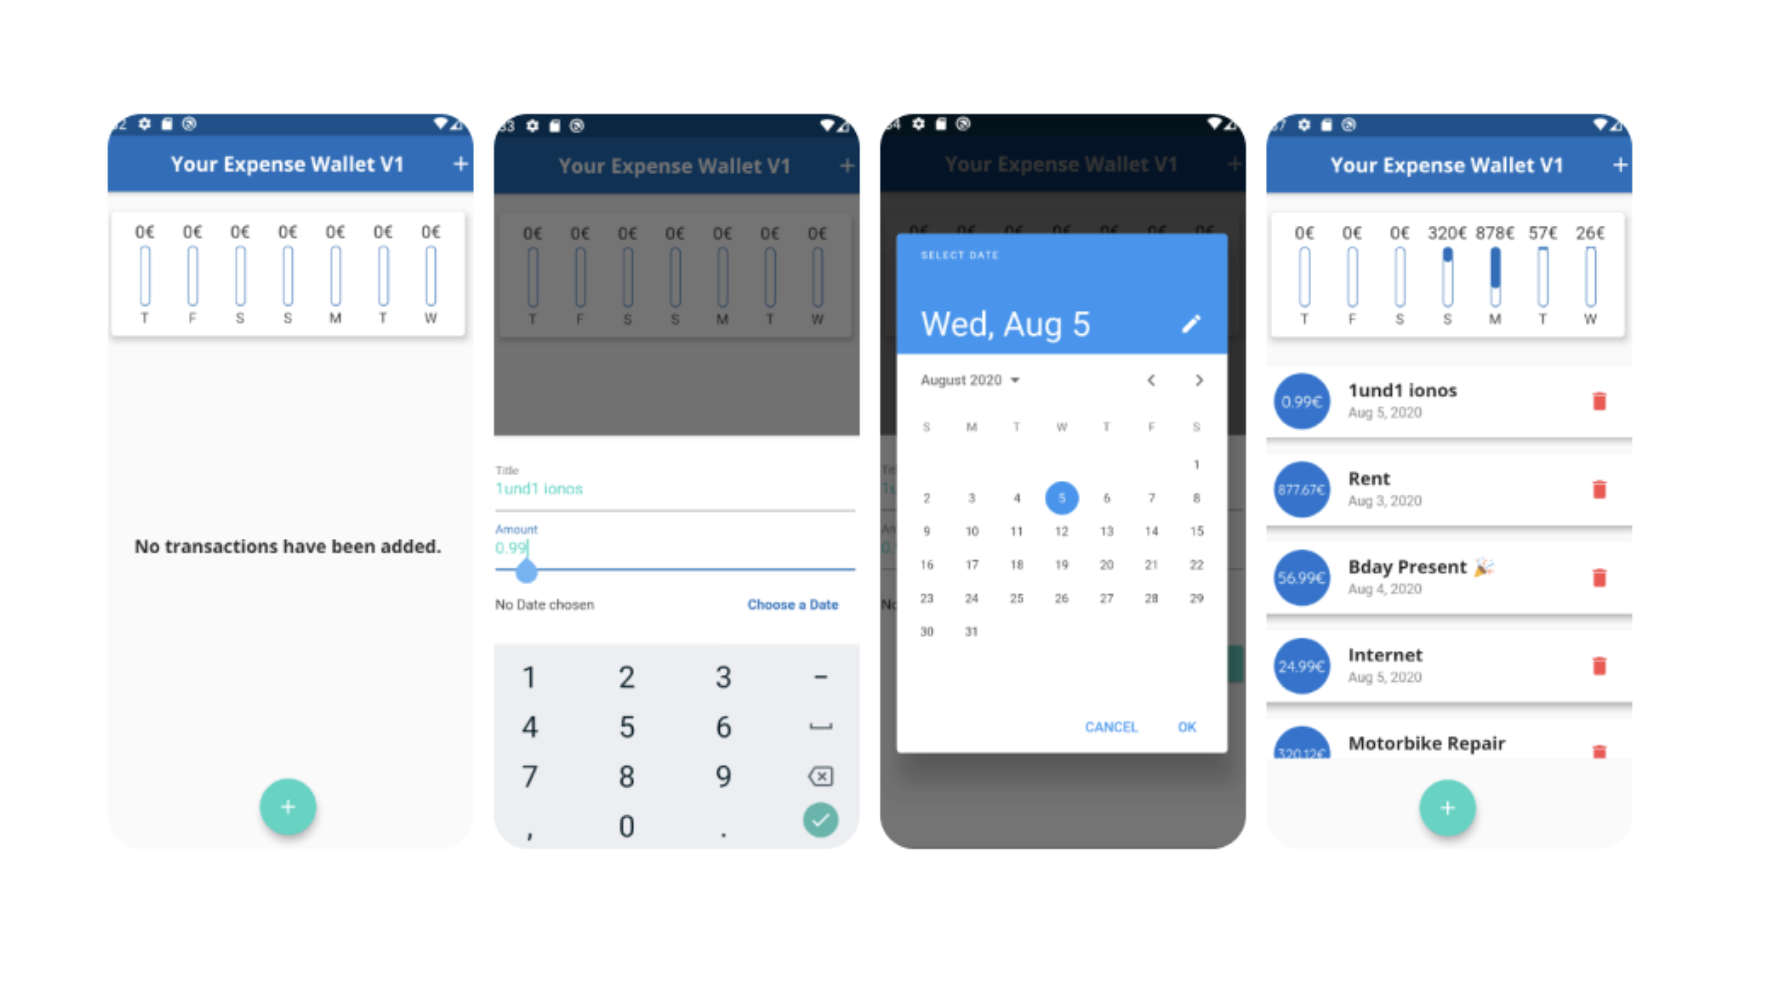 Your Expense Wallet V1 +
0€ 0€ 0€ 0€ 0€ 0€ 0€
T F S S M T W
No transactions have been added.
+
Your Expense Wallet V1 +
0€ 0€ 0€ 0€ 0€ 0€ 0€
T F S S M T W
Title
1und1 ionos
Amount
0.99
No Date chosen Choose a Date
1 2 3 –
4 5 6
7 8 9
, 0 .
Your Expense Wallet V1 +
SELECT DATE
Wed, Aug 5
August 2020
S M T W T F S
1
2 3 4 5 6 7 8
9 10 11 12 13 14 15
16 17 18 19 20 21 22
23 24 25 26 27 28 29
30 31
CANCEL OK
Your Expense Wallet V1 +
0€ 0€ 0€ 320€ 878€ 57€ 26€
T F S S M T W
0.99€ 1und1 ionos
Aug 5, 2020
877.67€ Rent
Aug 3, 2020
56.99€ Bday Present 🎉
Aug 4, 2020
24.99€ Internet
Aug 5, 2020
320.12€ Motorbike Repair
+